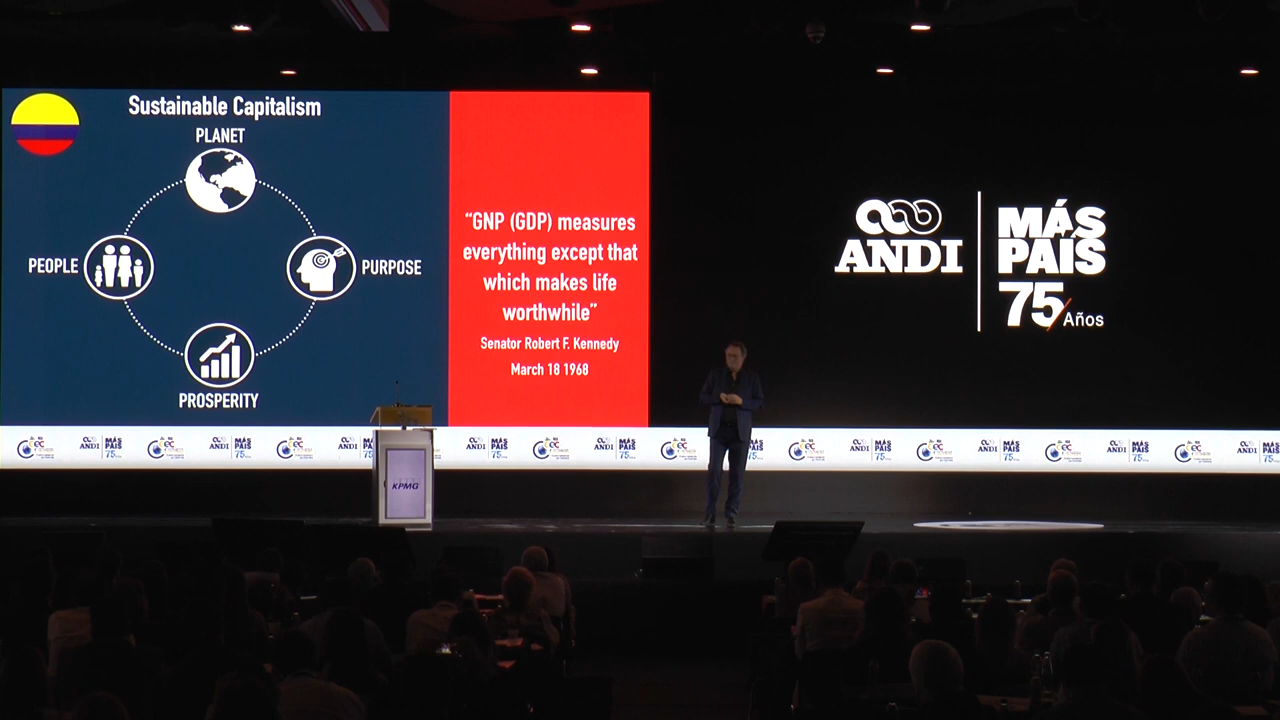 Sustainable Capitalism
PLANET
PEOPLE
PURPOSE
PROSPERITY
“GNP (GDP) measures
everything except that
which makes life
worthwhile”
Senator Robert F. Kennedy
March 18 1968
ANDI
MÁS
PAÍS
75 Años
KPMG